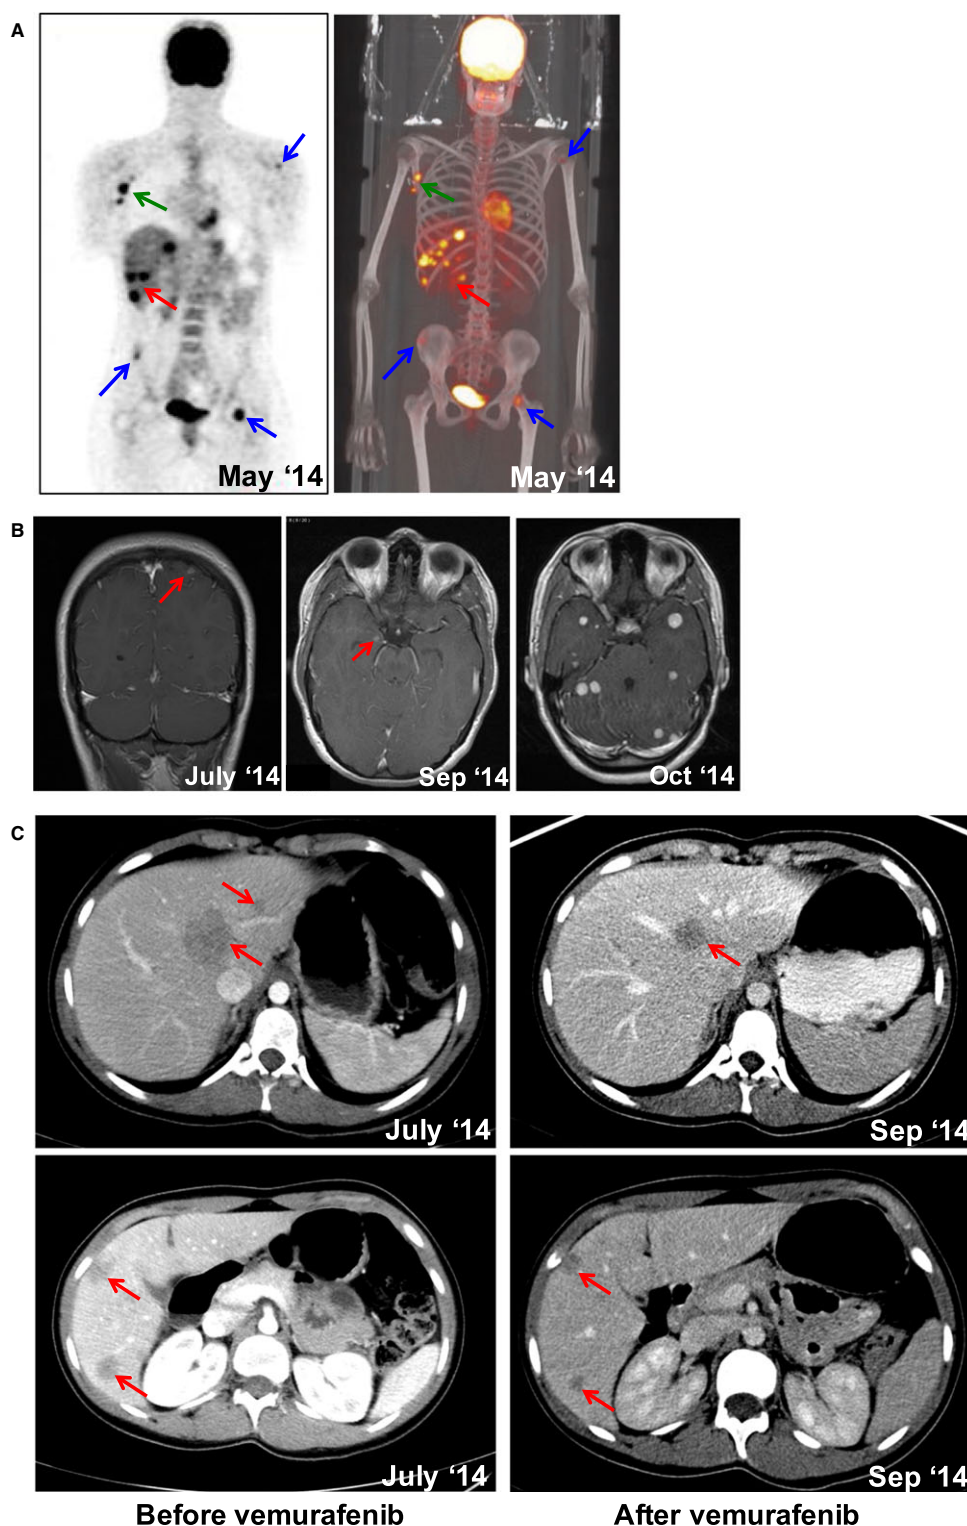 A
May ‘14
May ‘14
B
July ‘14
Sep ‘14
Oct ‘14
C
July ‘14
Sep ‘14
July ‘14
Sep ‘14
Before vemurafenib
After vemurafenib